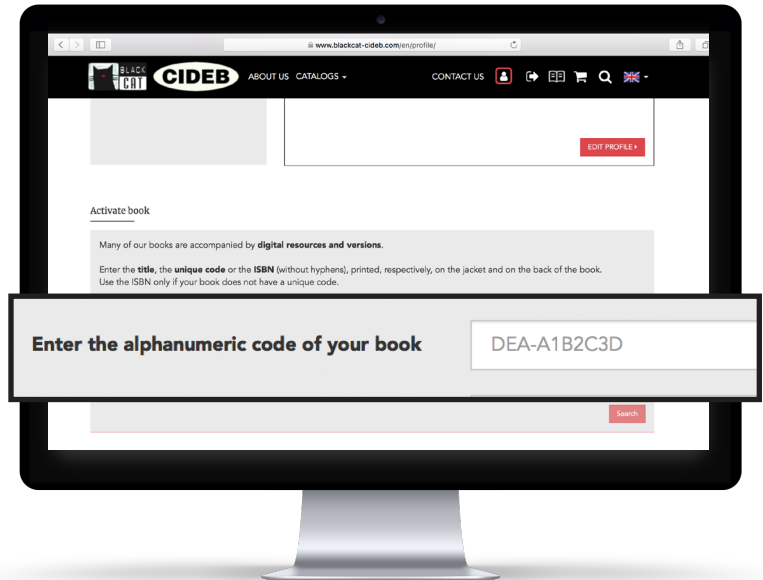 www.blackcat-cideb.com/en/profile/
BLACK CAT CIDEB ABOUT US CATALOGS CONTACT US
EDIT PROFILE
Activate book
Many of our books are accompanied by digital resources and versions.
Enter the title, the unique code or the ISBN (without hyphens), printed, respectively, on the jacket and on the back of the book.
Use the ISBN only if your book does not have a unique code.
Enter the alphanumeric code of your book DEA-A1B2C3D
Search